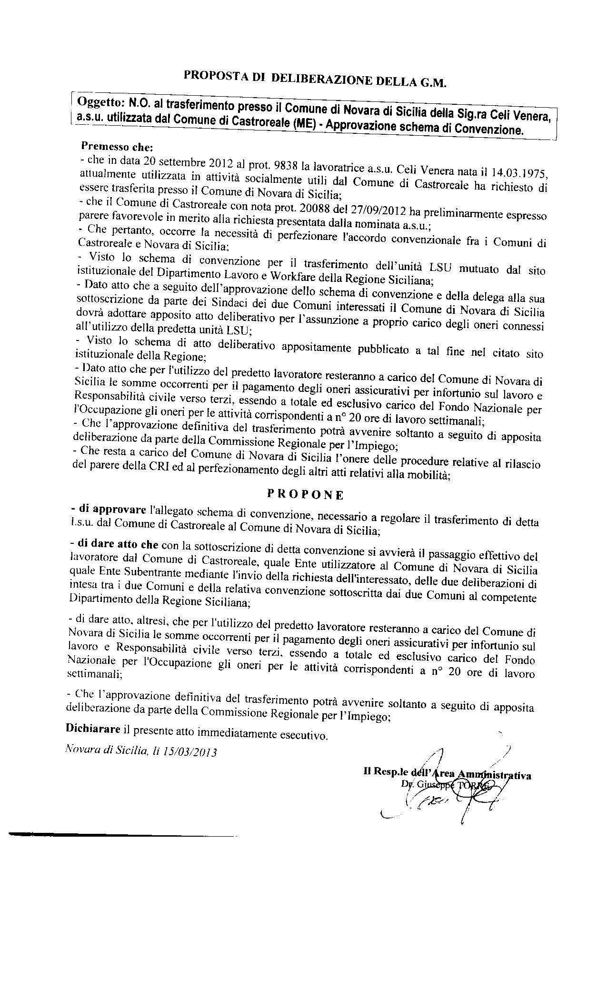 PROPOSTA DI DELIBERAZIONE DELLA G.M.
Oggetto: N.O. al trasferimento presso il Comune di Novara di Sicilia della Sig.ra Celi Venera,
a.s.u. utilizzata dal Comune di Castroreale (ME) - Approvazione schema di Convenzione.
Premesso che:
- che in data 20 settembre 2012 al prot. 9838 la lavoratrice a.s.u. Celi Venera nata il 14.03.1975,
attualmente utilizzata in attività socialmente utili dal Comune di Castroreale ha richiesto di
essere trasferita presso il Comune di Novara di Sicilia;
- che il Comune di Castroreale con nota prot. 20088 del 27/09/2012 ha preliminarmente espresso
parere favorevole in merito alla richiesta presentata dalla nominata a.s.u.;
- Che pertanto, occorre la necessità di perfezionare l'accordo convenzionale fra i Comuni di
Castroreale e Novara di Sicilia;
- Visto lo schema di convenzione per il trasferimento dell'unità LSU mutuato dal sito
istituzionale del Dipartimento Lavoro e Workfare della Regione Siciliana;
- Dato atto che a seguito dell'approvazione dello schema di convenzione e della delega alla sua
sottoscrizione da parte dei Sindaci dei due Comuni interessati il Comune di Novara di Sicilia
dovrà adottare apposito atto deliberativo per l'assunzione a proprio carico degli oneri connessi
all'utilizzo della predetta unità LSU;
- Visto lo schema di atto deliberativo appositamente pubblicato a tal fine nel citato sito
istituzionale della Regione;
- Dato atto che per l'utilizzo del predetto lavoratore resteranno a carico del Comune di Novara di
Sicilia le somme occorrenti per il pagamento degli oneri assicurativi per infortunio sul lavoro e
Responsabilità civile verso terzi, essendo a totale ed esclusivo carico del Fondo Nazionale per
l'Occupazione gli oneri per le attività corrispondenti a n° 20 ore di lavoro settimanali;
- Che l'approvazione definitiva del trasferimento potrà avvenire soltanto a seguito di apposita
deliberazione da parte della Commissione Regionale per l'Impiego;
- Che resta a carico del Comune di Novara di Sicilia l'onere delle procedure relative al rilascio
del parere della CRI ed al perfezionamento degli altri atti relativi alla mobilità;
P R O P O N E
- di approvare l'allegato schema di convenzione, necessario a regolare il trasferimento di detta
l.s.u. dal Comune di Castroreale al Comune di Novara di Sicilia;
- di dare atto che con la sottoscrizione di detta convenzione si avvierà il passaggio effettivo del
lavoratore dal Comune di Castroreale, quale Ente utilizzatore al Comune di Novara di Sicilia
quale Ente Subentrante mediante l'invio della richiesta dell'interessato, delle due deliberazioni di
intesa tra i due Comuni e della relativa convenzione sottoscritta dai due Comuni al competente
Dipartimento della Regione Siciliana;
- di dare atto, altresì, che per l'utilizzo del predetto lavoratore resteranno a carico del Comune di
Novara di Sicilia le somme occorrenti per il pagamento degli oneri assicurativi per infortunio sul
lavoro e Responsabilità civile verso terzi, essendo a totale ed esclusivo carico del Fondo
Nazionale per l'Occupazione gli oneri per le attività corrispondenti a n° 20 ore di lavoro
settimanali;
- Che l'approvazione definitiva del trasferimento potrà avvenire soltanto a seguito di apposita
deliberazione da parte della Commissione Regionale per l'Impiego;
Dichiarare il presente atto immediatamente esecutivo.
Novara di Sicilia, li 15/03/2013
Il Resp.le dell'Area Amministrativa
Dr. Giuseppe TORRE